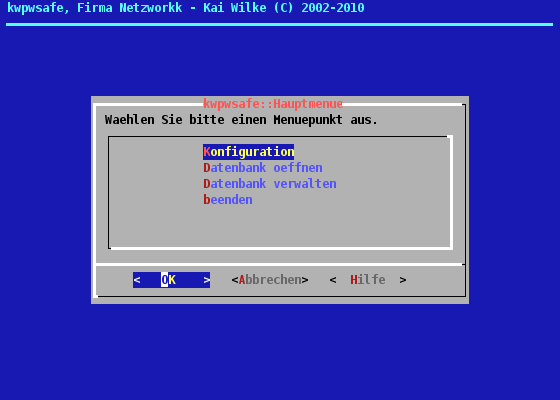 kwpwsafe, Firma Netzworkk - Kai Wilke (C) 2002-2010
kwpwsafe::Hauptmenue
Waehlen Sie bitte einen Menuepunkt aus.
Konfiguration
Datenbank oeffnen
Datenbank verwalten
beenden
< OK > <Abbrechen> < Hilfe >